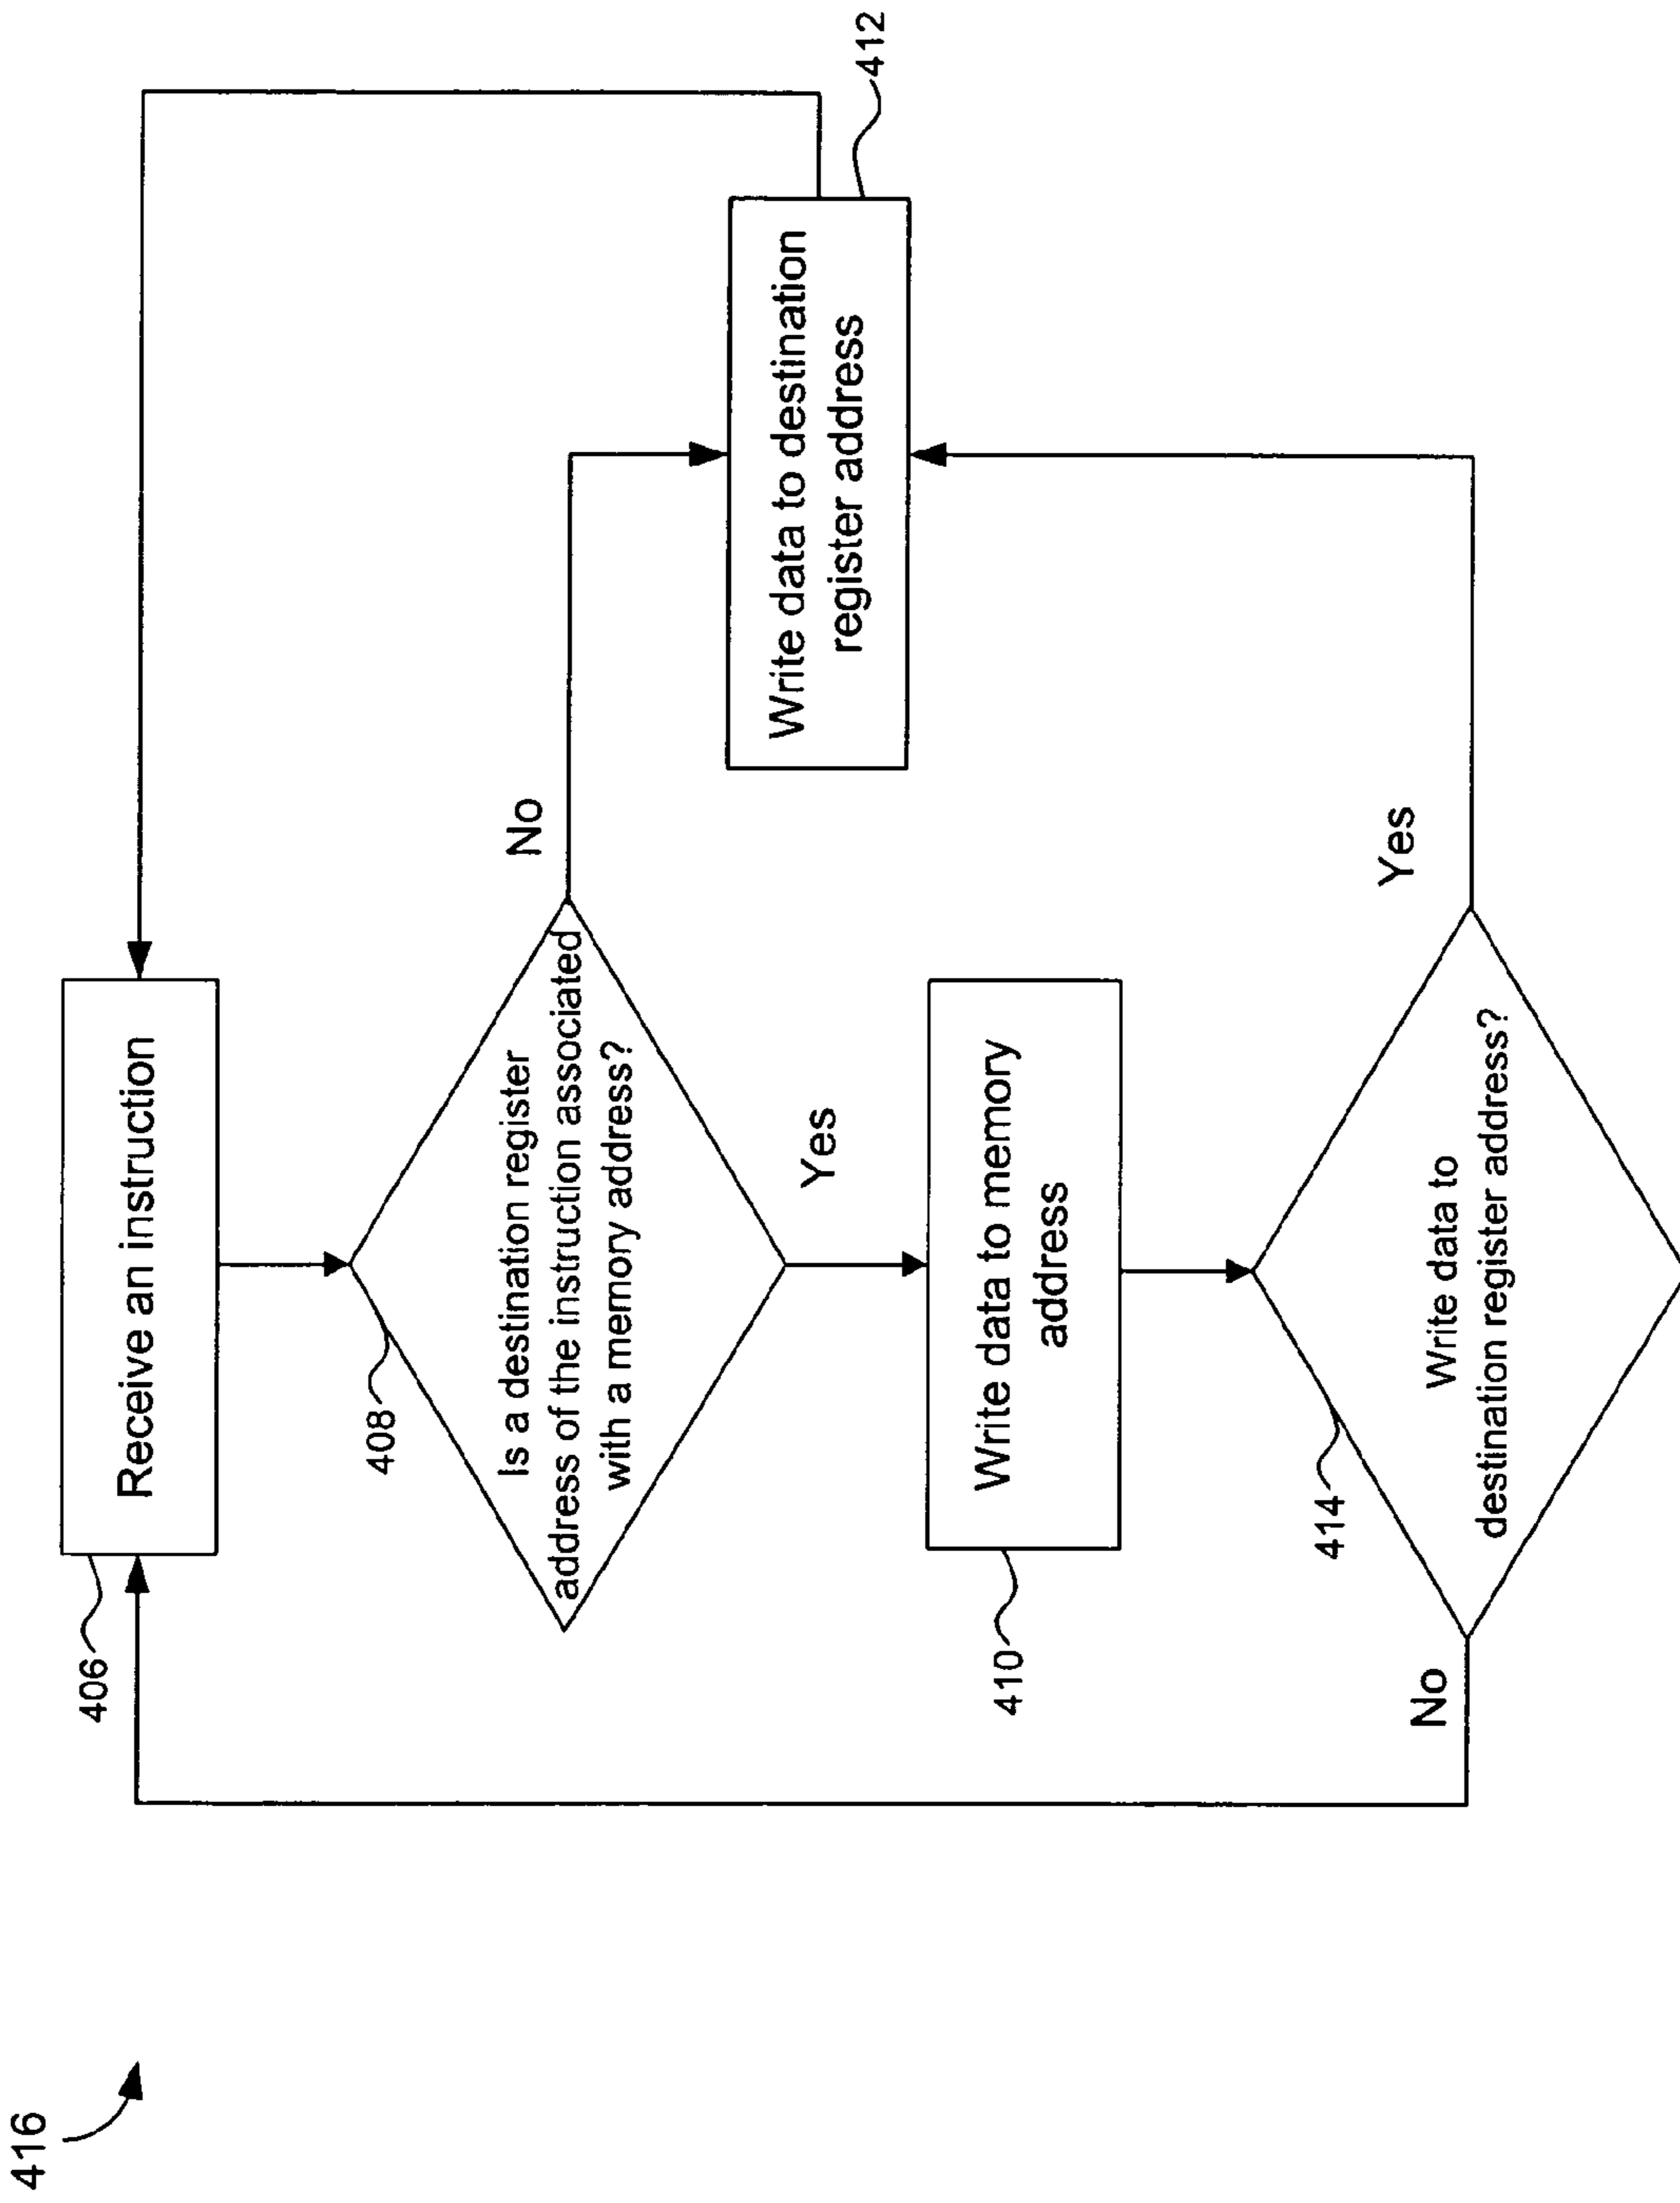 416
406
Receive an instruction
408
Is a destination register
address of the instruction associated
with a memory address?
No
Yes
Write data to destination
register address
412
410
Write data to memory
address
414
Write data to
destination register address?
No
Yes